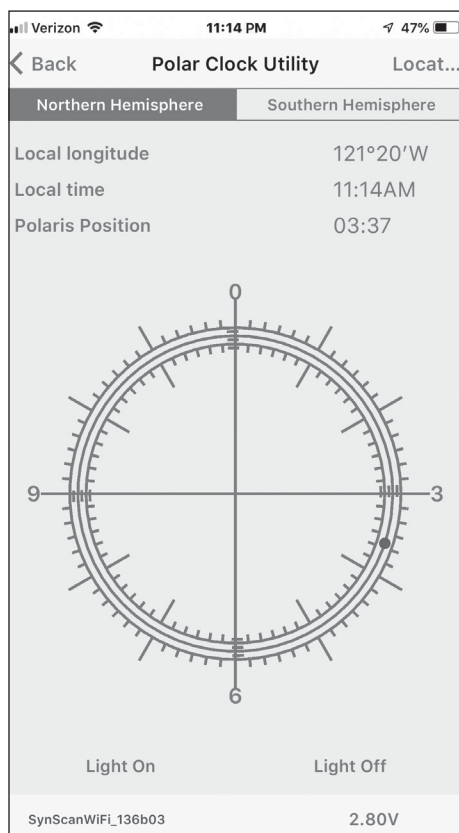 Verizon 11:14 PM 47%
Back Polar Clock Utility Locat...
Northern Hemisphere Southern Hemisphere
Local longitude 121°20'W
Local time 11:14AM
Polaris Position 03:37
0
9 3
6
Light On Light Off
SynScanWiFi_136b03 2.80V